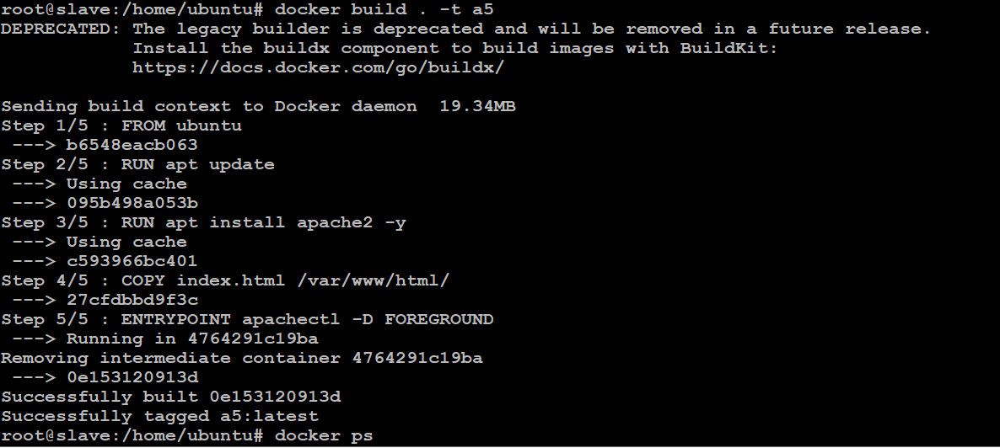 root@slave:/home/ubuntu# docker build . -t a5
DEPRECATED: The legacy builder is deprecated and will be removed in a future release.
            Install the buildx component to build images with BuildKit:
            https://docs.docker.com/go/buildx/

Sending build context to Docker daemon  19.34MB
Step 1/5 : FROM ubuntu
 ---> b6548eacb063
Step 2/5 : RUN apt update
 ---> Using cache
 ---> 095b498a053b
Step 3/5 : RUN apt install apache2 -y
 ---> Using cache
 ---> c593966bc401
Step 4/5 : COPY index.html /var/www/html/
 ---> 27cfdbbd9f3c
Step 5/5 : ENTRYPOINT apachectl -D FOREGROUND
 ---> Running in 4764291c19ba
Removing intermediate container 4764291c19ba
 ---> 0e153120913d
Successfully built 0e153120913d
Successfully tagged a5:latest
root@slave:/home/ubuntu# docker ps